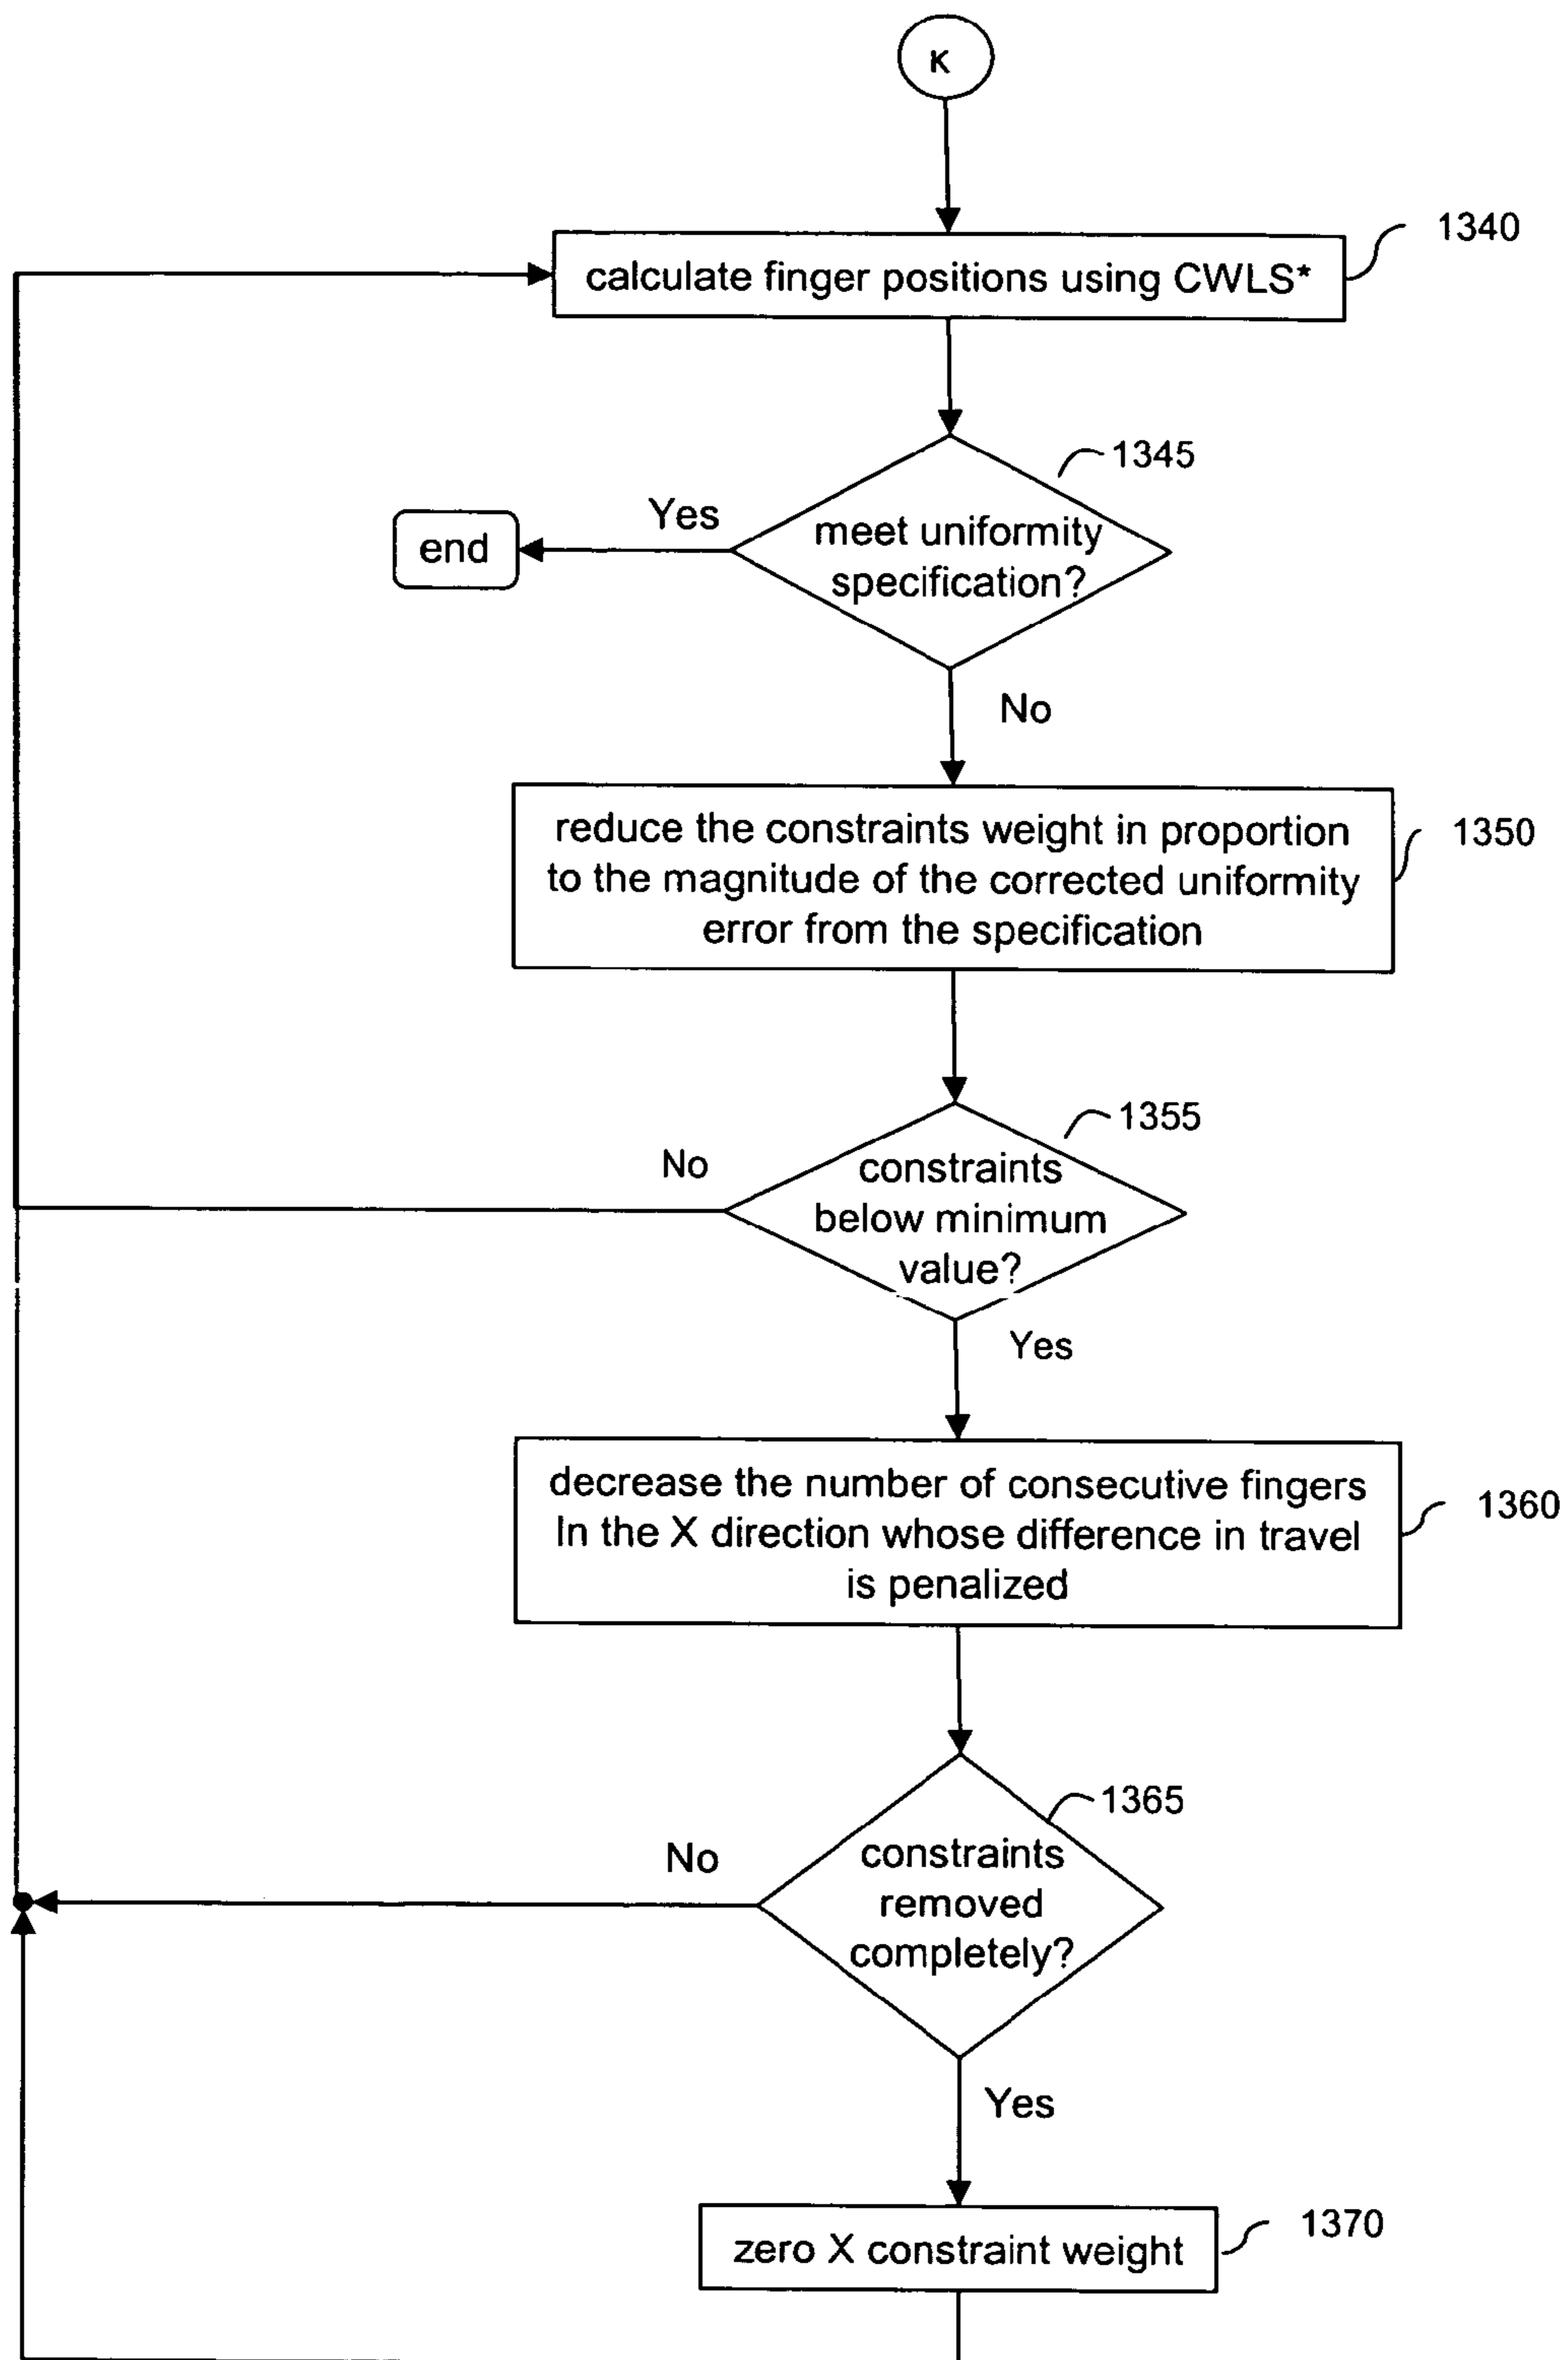 K
1340
calculate finger positions using CWLS*
1345
Yes
meet uniformity
specification?
end
No
reduce the constraints weight in proportion
to the magnitude of the corrected uniformity
error from the specification
1350
1355
No
constraints
below minimum
value?
Yes
decrease the number of consecutive fingers
In the X direction whose difference in travel
is penalized
1360
1365
No
constraints
removed
completely?
Yes
zero X constraint weight
1370